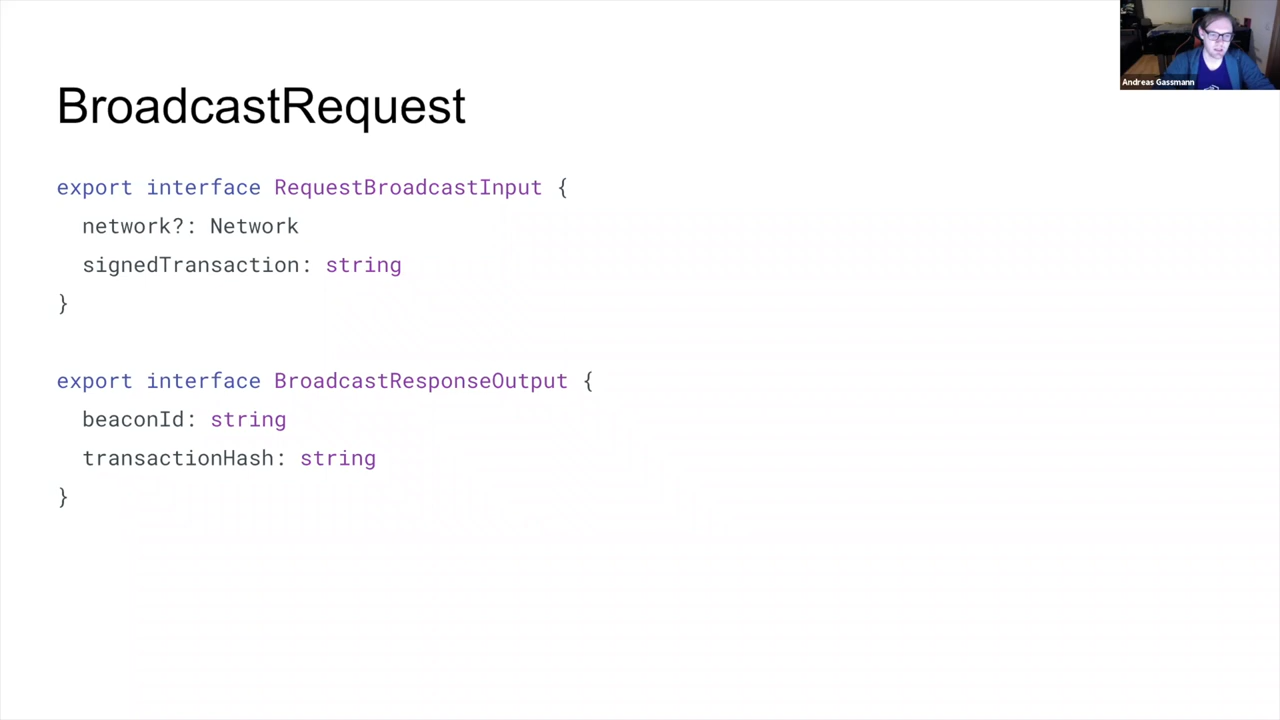 BroadcastRequest
Andreas Gassmann
export interface RequestBroadcastInput {
network?: Network
signedTransaction: string
}
export interface BroadcastResponseOutput {
beaconId: string
transactionHash: string
}